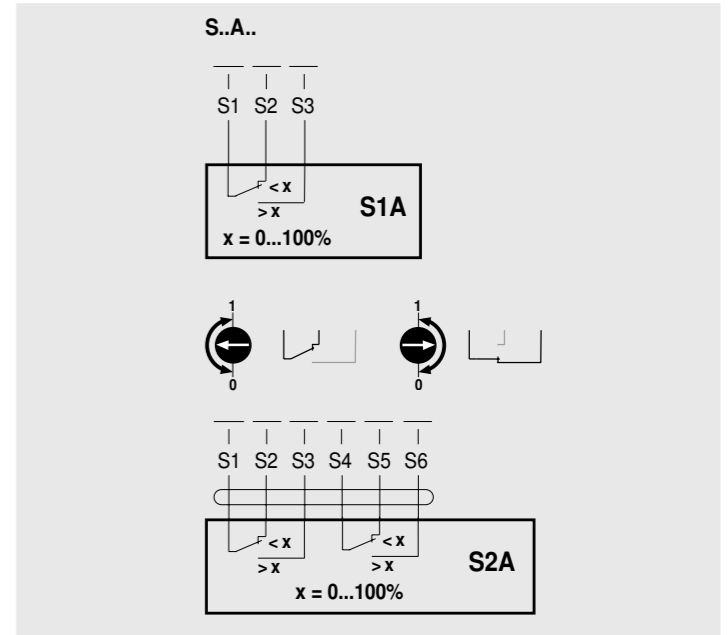 S..A..
S1 S2 S3
< x
> x
S1A
x = 0...100%
1 1
0 0
S1 S2 S3 S4 S5 S6
< x < x
> x > x
S2A
x = 0...100%